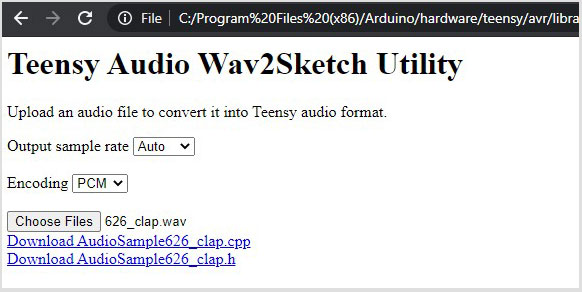 File C:/Program%20Files%20(x86)/Arduino/hardware/teensy/avr/libra
Teensy Audio Wav2Sketch Utility
Upload an audio file to convert it into Teensy audio format.
Output sample rate Auto
Encoding PCM
Choose Files 626_clap.wav
Download AudioSample626_clap.cpp
Download AudioSample626_clap.h